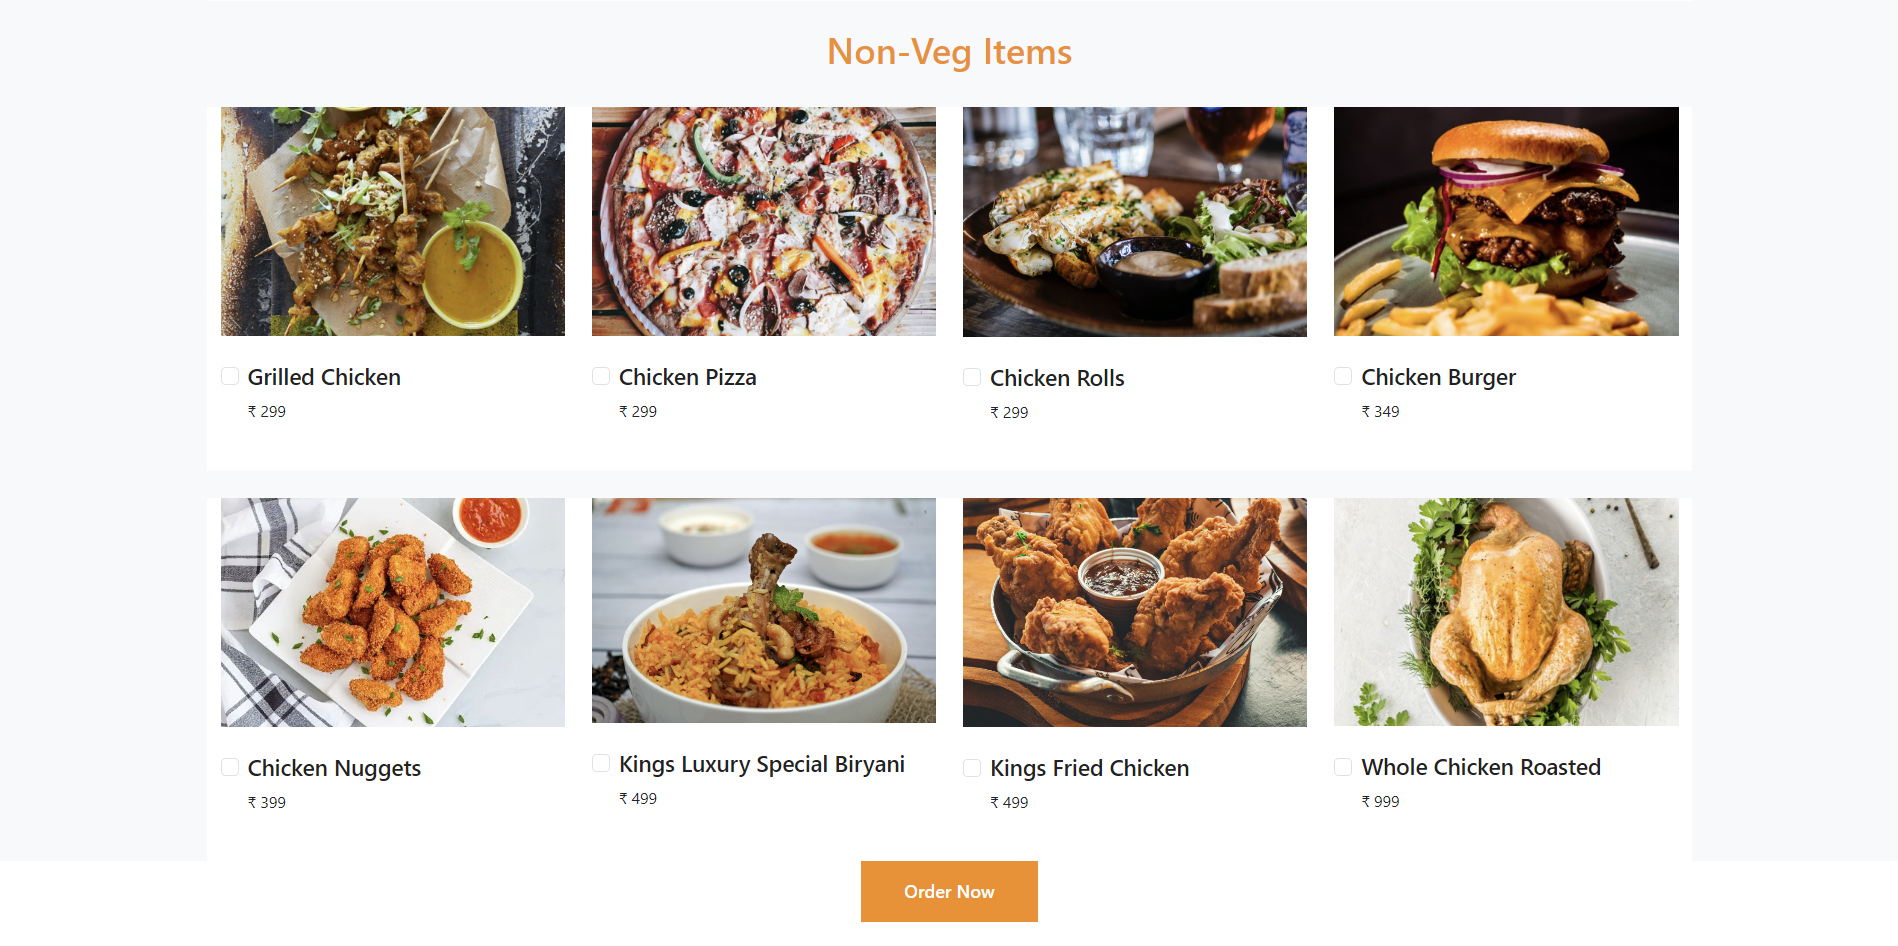 Non-Veg Items
Grilled Chicken
₹ 299
Chicken Pizza
₹ 299
Chicken Rolls
₹ 299
Chicken Burger
₹ 349
Chicken Nuggets
₹ 399
Kings Luxury Special Biryani
₹ 499
Kings Fried Chicken
₹ 499
Whole Chicken Roasted
₹ 999
Order Now